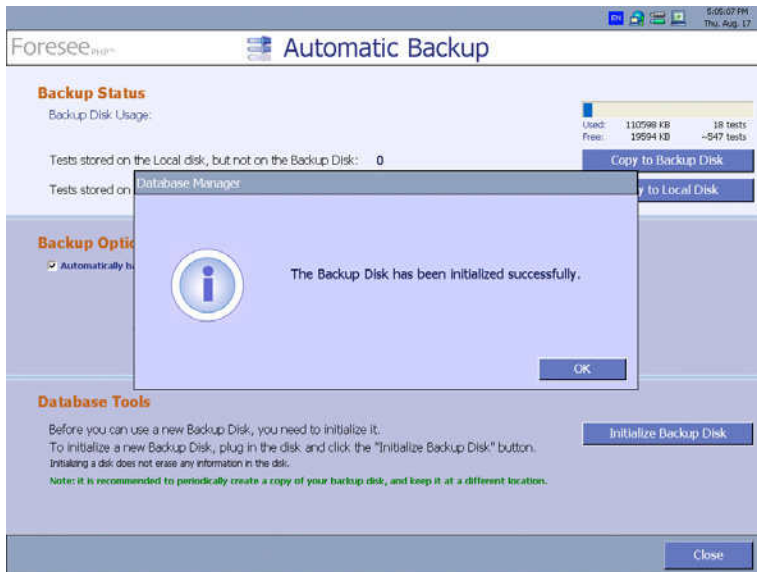 EN
5:05:07 PM
Thu. Aug. 17
Foresee PHP™
Automatic Backup
Backup Status
Backup Disk Usage:
Used: 110598 KB 18 tests
Free: 19594 KB ~547 tests
Tests stored on the Local disk, but not on the Backup Disk: 0
Copy to Backup Disk
Tests stored on
y to Local Disk
Database Manager
The Backup Disk has been initialized successfully.
OK
Backup Optio
Automatically b
Database Tools
Before you can use a new Backup Disk, you need to initialize it.
To initialize a new Backup Disk, plug in the disk and click the "Initialize Backup Disk" button.
Initializing a disk does not erase any information in the disk.
Note: it is recommended to periodically create a copy of your backup disk, and keep it at a different location.
Initialize Backup Disk
Close